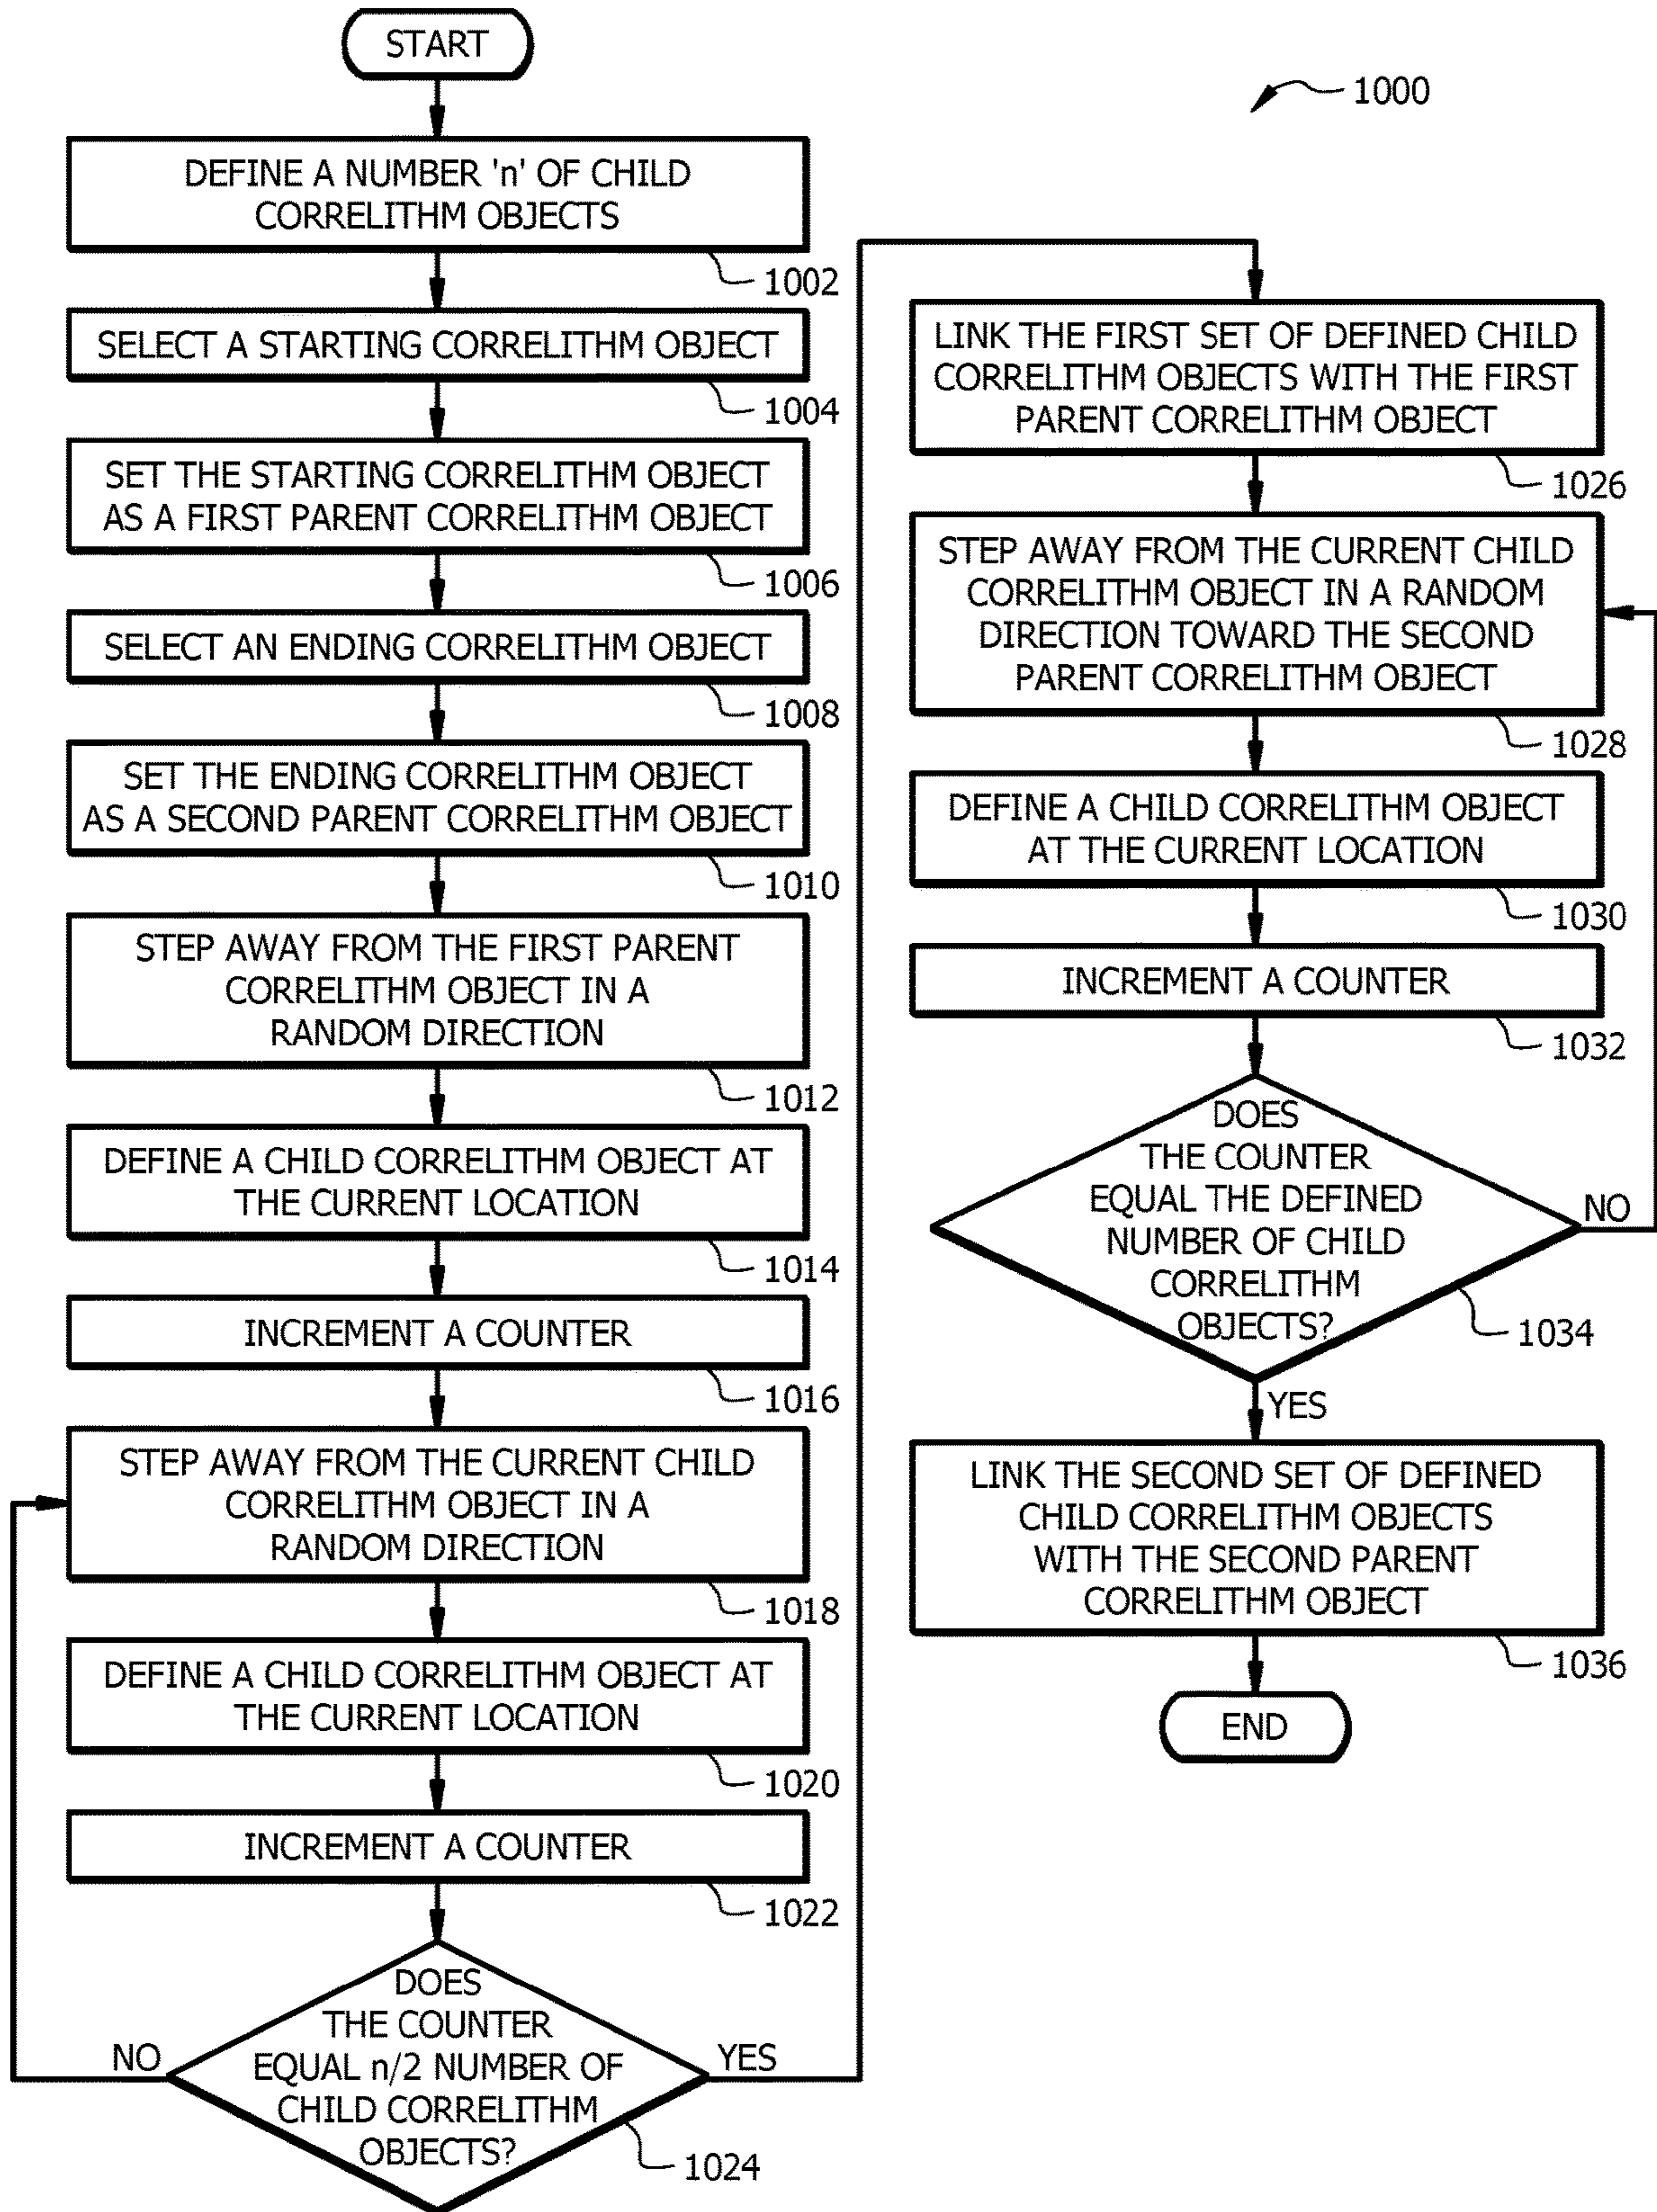 START
DEFINE A NUMBER 'n' OF CHILD
CORRELITHM OBJECTS
1002
SELECT A STARTING CORRELITHM OBJECT
1004
SET THE STARTING CORRELITHM OBJECT
AS A FIRST PARENT CORRELITHM OBJECT
1006
SELECT AN ENDING CORRELITHM OBJECT
1008
SET THE ENDING CORRELITHM OBJECT
AS A SECOND PARENT CORRELITHM OBJECT
1010
STEP AWAY FROM THE FIRST PARENT
CORRELITHM OBJECT IN A
RANDOM DIRECTION
1012
DEFINE A CHILD CORRELITHM OBJECT AT
THE CURRENT LOCATION
1014
INCREMENT A COUNTER
1016
STEP AWAY FROM THE CURRENT CHILD
CORRELITHM OBJECT IN A
RANDOM DIRECTION
1018
DEFINE A CHILD CORRELITHM OBJECT AT
THE CURRENT LOCATION
1020
INCREMENT A COUNTER
1022
DOES
THE COUNTER
EQUAL n/2 NUMBER OF
CHILD CORRELITHM
OBJECTS?
NO
YES
1024
1000
LINK THE FIRST SET OF DEFINED CHILD
CORRELITHM OBJECTS WITH THE FIRST
PARENT CORRELITHM OBJECT
1026
STEP AWAY FROM THE CURRENT CHILD
CORRELITHM OBJECT IN A RANDOM
DIRECTION TOWARD THE SECOND
PARENT CORRELITHM OBJECT
1028
DEFINE A CHILD CORRELITHM OBJECT
AT THE CURRENT LOCATION
1030
INCREMENT A COUNTER
1032
DOES
THE COUNTER
EQUAL THE DEFINED
NUMBER OF CHILD
CORRELITHM
OBJECTS?
NO
1034
YES
LINK THE SECOND SET OF DEFINED
CHILD CORRELITHM OBJECTS
WITH THE SECOND PARENT
CORRELITHM OBJECT
1036
END